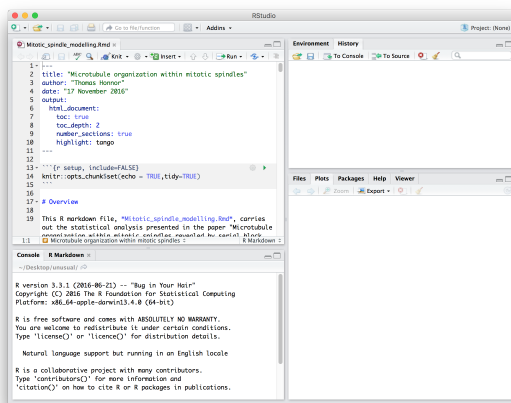 RStudio
Go to file/function
Addins
Project: (None)
Mitotic_spindle_modelling.Rmd ×
ABC Knit Insert Run
1 ---
2 title: "Microtubule organization within mitotic spindles"
3 author: "Thomas Honnor"
4 date: "17 November 2016"
5 output:
6 html_document:
7 toc: true
8 toc_depth: 2
9 number_sections: true
10 highlight: tango
11 ---
12
13 ```{r setup, include=FALSE}
14 knitr::opts_chunk$set(echo = TRUE,tidy=TRUE)
15 ```
16
17 # Overview
18
19 This R markdown file, *Mitotic_spindle_modelling.Rmd*, carries
out the statistical analysis presented in the paper "Microtubule
organization within mitotic spindles revealed by serial block
1:1 Microtubule organization within mitotic spindles R Markdown
Console R Markdown ×
~/Desktop/unusual/
R version 3.3.1 (2016-06-21) -- "Bug in Your Hair"
Copyright (C) 2016 The R Foundation for Statistical Computing
Platform: x86_64-apple-darwin13.4.0 (64-bit)
R is free software and comes with ABSOLUTELY NO WARRANTY.
You are welcome to redistribute it under certain conditions.
Type 'license()' or 'licence()' for distribution details.
Natural language support but running in an English locale
R is a collaborative project with many contributors.
Type 'contributors()' for more information and
'citation()' on how to cite R or R packages in publications.
Environment History
To Console To Source
Files Plots Packages Help Viewer
Zoom Export